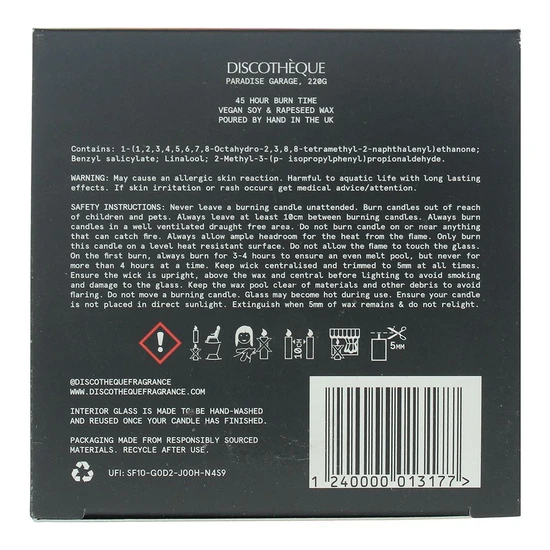 DISCOTHÈQUE
PARADISE GARAGE, 220G
45 HOUR BURN TIME
VEGAN SOY & RAPESEED WAX
POURED BY HAND IN THE UK
Contains: 1-(1,2,3,4,5,6,7,8-Octahydro-2,3,8,8-tetramethyl-2-naphthalenyl)ethanone;
Benzyl salicylate; Linalool; 2-Methyl-3-(p- isopropylphenyl)propionaldehyde.
WARNING: May cause an allergic skin reaction. Harmful to aquatic life with long lasting
effects. If skin irritation or rash occurs get medical advice/attention.
SAFETY INSTRUCTIONS: Never leave a burning candle unattended. Burn candles out of reach
of children and pets. Always leave at least 10cm between burning candles. Always burn
candles in a well ventilated draught free area. Do not burn candle on or near anything
that can catch fire. Always allow ample headroom for the heat from the flame. Only burn
this candle on a level heat resistant surface. Do not allow the flame to touch the glass.
On the first burn, always burn for 3-4 hours to ensure an even melt pool, but never for
more than 4 hours at a time. Keep wick centralised and trimmed to 5mm at all times.
Ensure the wick is upright, above wax and central before lighting to avoid smoking
and damage to the glass. Keep the wax pool clear of materials and other debris to avoid
flaring. Do not move a burning candle. Glass may become hot during use. Ensure your candle
is not placed in direct sunlight. Extinguish when 5mm of wax remains & do not relight.
10CM
5MM
@DISCOTHEQUEFRAGRANCE
WWW.DISCOTHEQUEFRAGRANCE.COM
INTERIOR GLASS IS MADE TO BE HAND-WASHED
AND REUSED ONCE YOUR CANDLE HAS FINISHED.
PACKAGING MADE FROM RESPONSIBLY SOURCED
MATERIALS. RECYCLE AFTER USE.
UFI: SF10-G0D2-J00H-N4S9
1 240000 013177 >